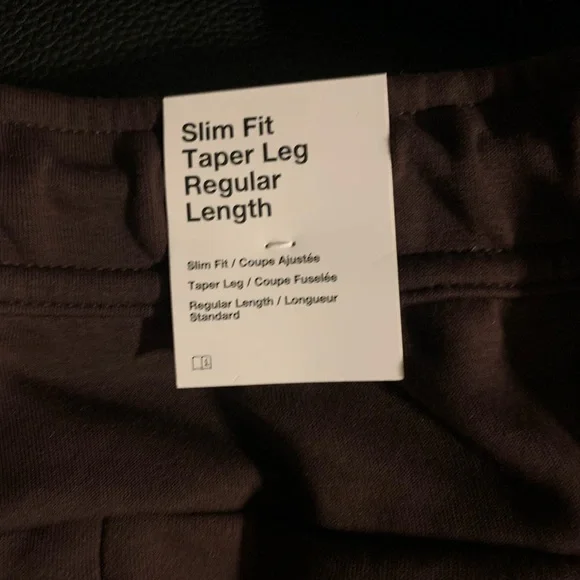 Slim Fit
Taper Leg
Regular
Length
Slim Fit / Coupe Ajustée
Taper Leg / Coupe Fuselée
Regular Length / Longueur
Standard